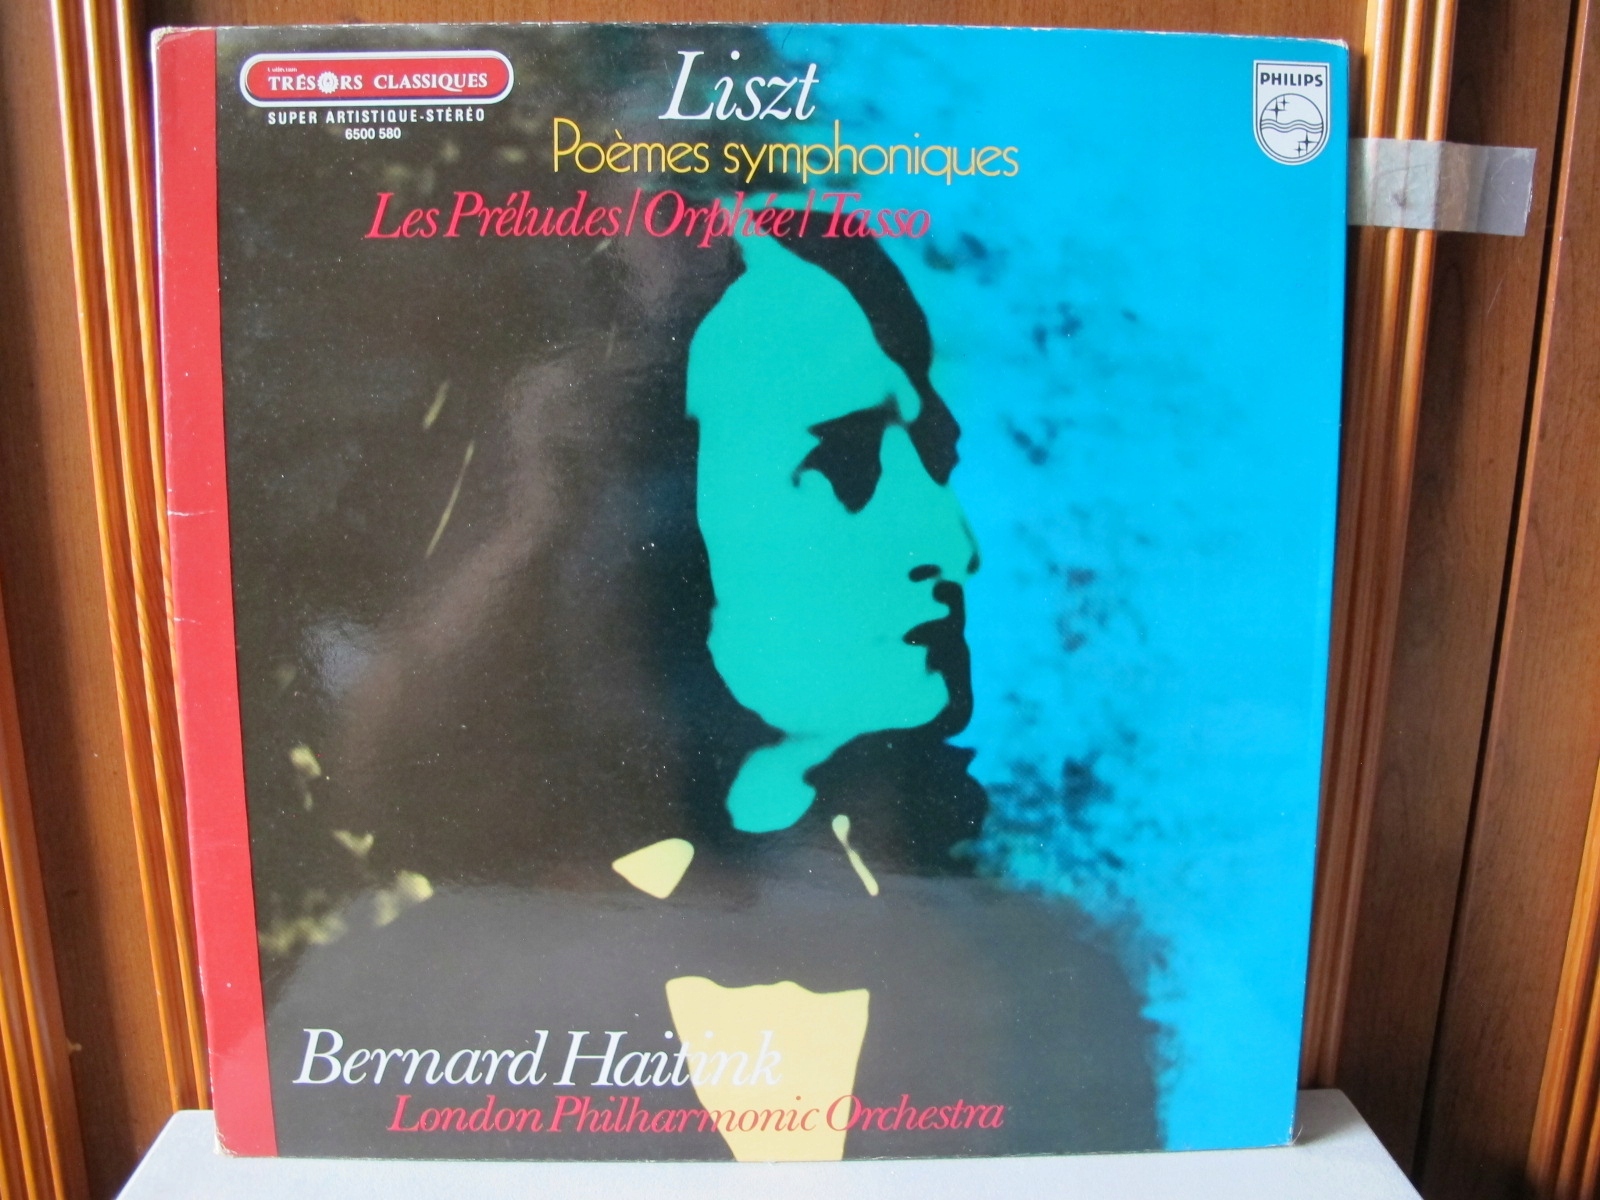 TRÉSORS CLASSIQUES
SUPER ARTISTIQUE-STÉRÉO
6500 580
Liszt
Poèmes symphoniques
Les Préludes/Orphée/Tasso
PHILIPS
Bernard Haitink
London Philharmonic Orchestra